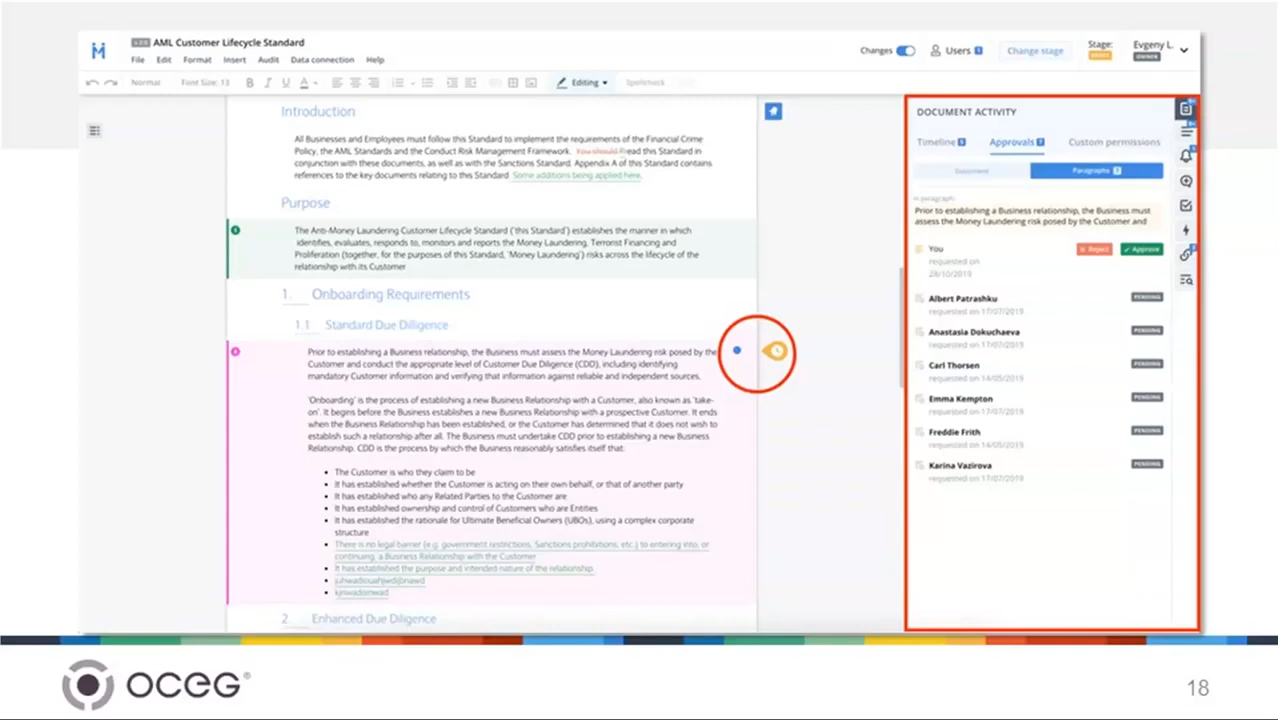 AML Customer Lifecycle Standard
File Edit Format Insert Audit Data connection Help
Changes Users 1 Change stage Stage: Evgeny L.
OWNER
Normal Font Size: 13 B I U A Editing Spellcheck
Introduction
All Businesses and Employees must follow this Standard to implement the requirements of the Financial Crime
Policy, the AML Standards and the Conduct Risk Management Framework. You should Rread this Standard in
conjunction with these documents, as well as with the Sanctions Standard. Appendix A of this Standard contains
references to the key documents relating to this Standard Some additions being applied here.
Purpose
The Anti-Money Laundering Customer Lifecycle Standard ('this Standard') establishes the manner in which
identifies, evaluates, responds to, monitors and reports the Money Laundering, Terrorist Financing and
Proliferation (together, for the purposes of this Standard, 'Money Laundering') risks across the lifecycle of the
relationship with its Customer
1. Onboarding Requirements
1.1 Standard Due Diligence
Prior to establishing a Business relationship, the Business must assess the Money Laundering risk posed by the
Customer and conduct the appropriate level of Customer Due Diligence (CDD), including identifying
mandatory Customer information and verifying that information against reliable and independent sources.
'Onboarding' is the process of establishing a new Business Relationship with a Customer, also known as 'take-
on'. It begins before the Business establishes a new Business Relationship with a prospective Customer. It ends
when the Business Relationship has been established, or the Customer has determined that it does not wish to
establish such a relationship after all. The Business must undertake CDD prior to establishing a new Business
Relationship. CDD is the process by which the Business reasonably satisfies itself that:
• The Customer is who they claim to be
• It has established whether the Customer is acting on their own behalf, or that of another party
• It has established who any Related Parties to the Customer are
• It has established ownership and control of Customers who are Entities
• It has established the rationale for Ultimate Beneficial Owners (UBOs), using a complex corporate
structure
• There is no legal barrier (e.g. government restrictions, Sanctions prohibitions, etc.) to entering into, or
continuing, a Business Relationship with the Customer
• It has established the purpose and intended nature of the relationship.
2. Enhanced Due Diligence
DOCUMENT ACTIVITY
Timeline Approvals 7 Custom permissions
Document Paragraphs 7
paragraph:
Prior to establishing a Business relationship, the Business must
assess the Money Laundering risk posed by the Customer and
You Reject Approve
requested on
28/10/2019
Albert Patrashku PENDING
requested on 17/07/2019
Anastasia Dokuchaeva PENDING
requested on 17/07/2019
Carl Thorsen PENDING
requested on 14/05/2019
Emma Kempton PENDING
requested on 17/07/2019
Freddie Frith PENDING
requested on 14/05/2019
Karina Vazirova PENDING
requested on 17/07/2019
OCEG®
18